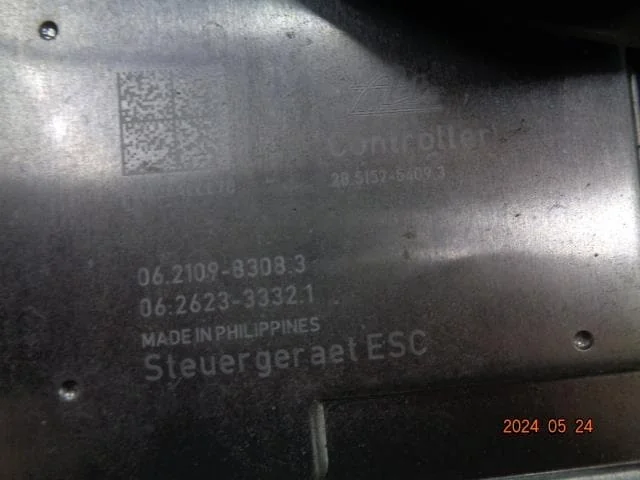 Controller
28.5152-5409.3
06.2109-8308.3
06.2623-3332.1
MADE IN PHILIPPINES
Steuergeraet ESC
2024 05 24